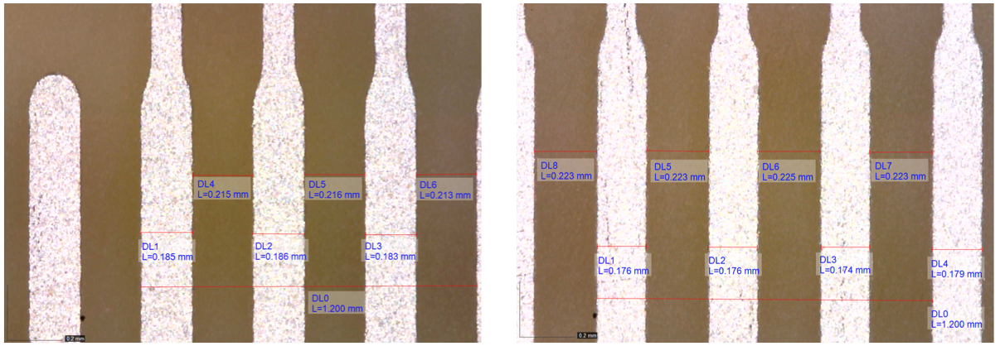 DL4
L=0.215 mm
DL5
L=0.216 mm
DL6
L=0.213 mm
DL1
L=0.185 mm
DL2
L=0.186 mm
DL3
L=0.183 mm
DL0
L=1.200 mm
0.2 mm
DL8
L=0.223 mm
DL5
L=0.223 mm
DL6
L=0.225 mm
DL7
L=0.223 mm
DL1
L=0.176 mm
DL2
L=0.176 mm
DL3
L=0.174 mm
DL4
L=0.179 mm
DL0
L=1.200 mm
0.2 mm